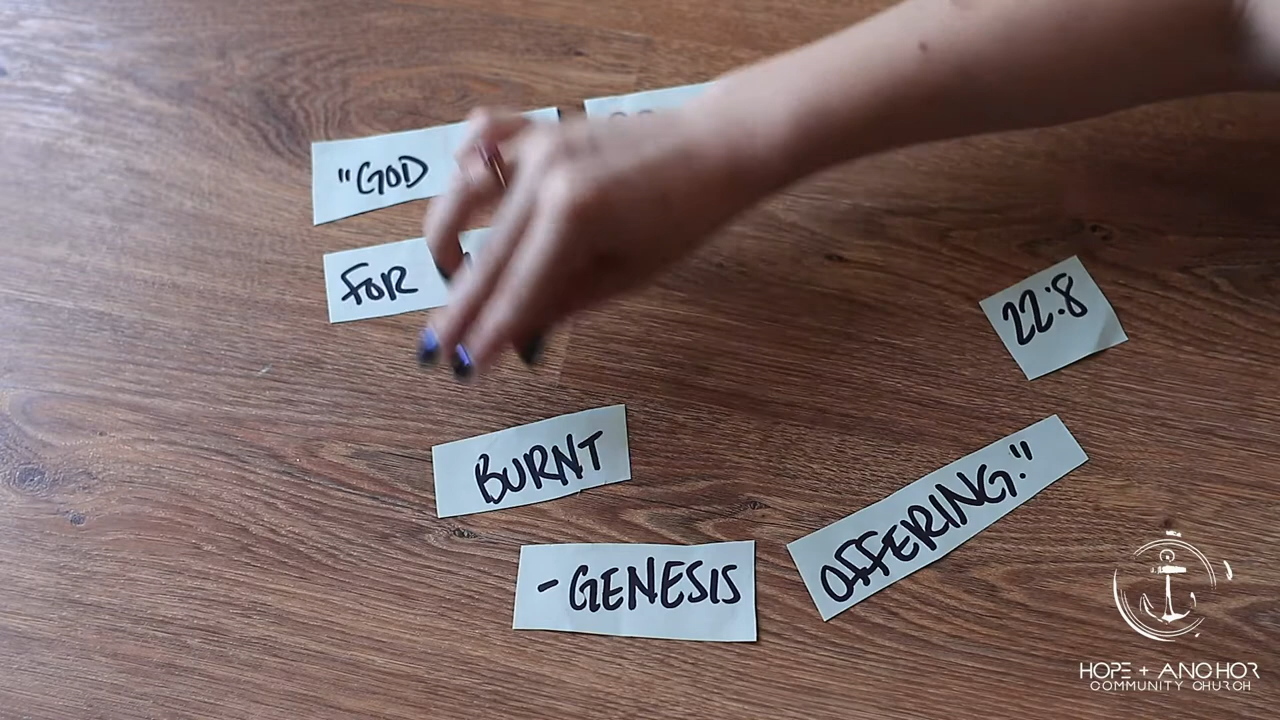 "GOD
FOR
22:8
BURNT
OFFERING."
-GENESIS
HOPE + ANCHOR
COMMUNITY CHURCH